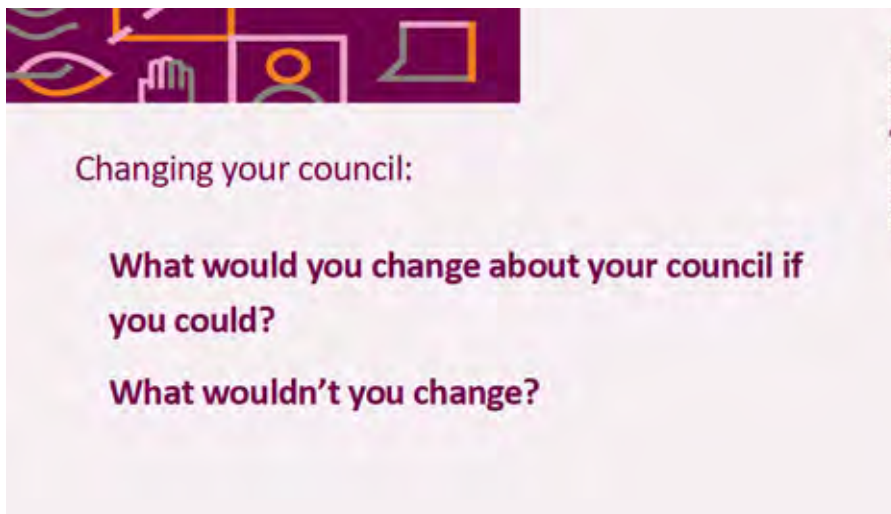 Changing your council:
What would you change about your council if
you could?
What wouldn't you change?